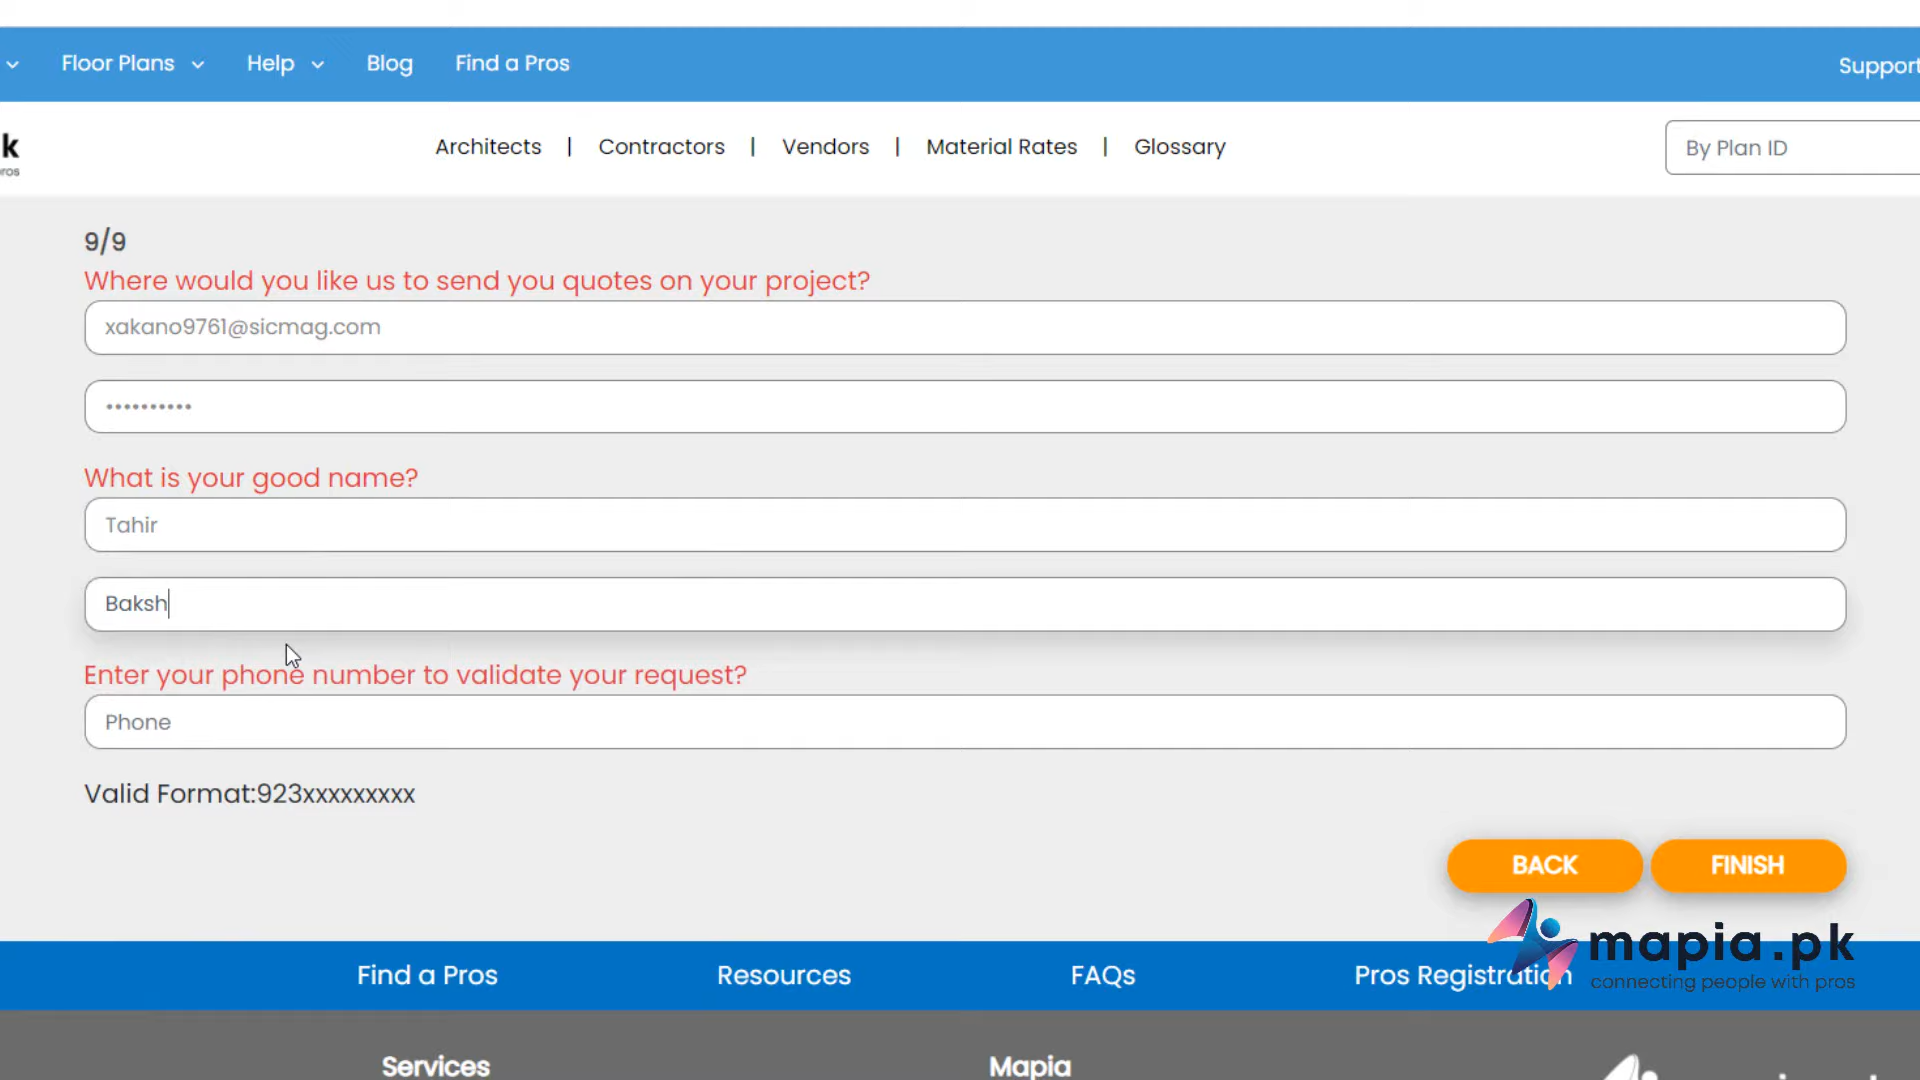 Floor Plans Help Blog Find a Pros Support
k
pros
Architects | Contractors | Vendors | Material Rates | Glossary
By Plan ID
9/9
Where would you like us to send you quotes on your project?
xakano9761@sicmag.com
••••••••••
What is your good name?
Tahir
Baksh
Enter your phone number to validate your request?
Phone
Valid Format:923xxxxxxxxx
BACK FINISH
mapia.pk
connecting people with pros
Find a Pros Resources FAQs Pros Registration
Services Mapia